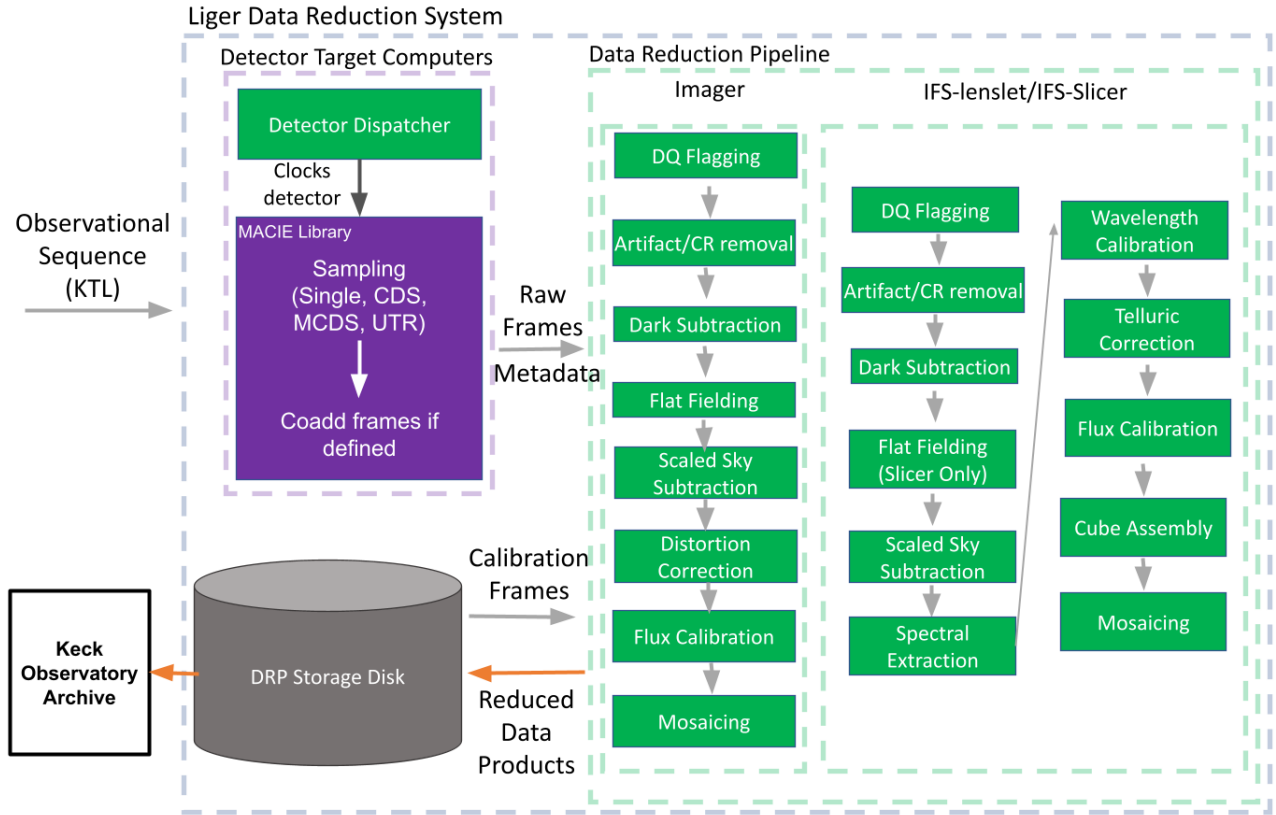 Liger Data Reduction System
Detector Target Computers
Detector Dispatcher
Clocks
detector
MACIE Library
Sampling
(Single, CDS,
MCDS, UTR)
Coadd frames if
defined
Observational
Sequence
(KTL)
Raw
Frames
Metadata
Data Reduction Pipeline
Imager
DQ Flagging
Artifact/CR removal
Dark Subtraction
Flat Fielding
Scaled Sky
Subtraction
Distortion
Correction
Flux Calibration
Mosaicing
IFS-lenslet/IFS-Slicer
DQ Flagging
Artifact/CR removal
Dark Subtraction
Flat Fielding
(Slicer Only)
Scaled Sky
Subtraction
Spectral
Extraction
Wavelength
Calibration
Telluric
Correction
Flux Calibration
Cube Assembly
Mosaicing
Calibration
Frames
DRP Storage Disk
Reduced
Data
Products
Keck
Observatory
Archive